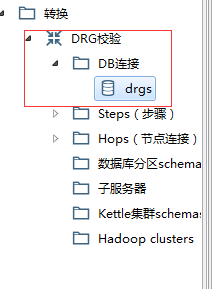 转换
DRG校验
DB连接
drgs
Steps（步骤）
Hops（节点连接）
数据库分区schemas
子服务器
Kettle集群schemas
Hadoop clusters